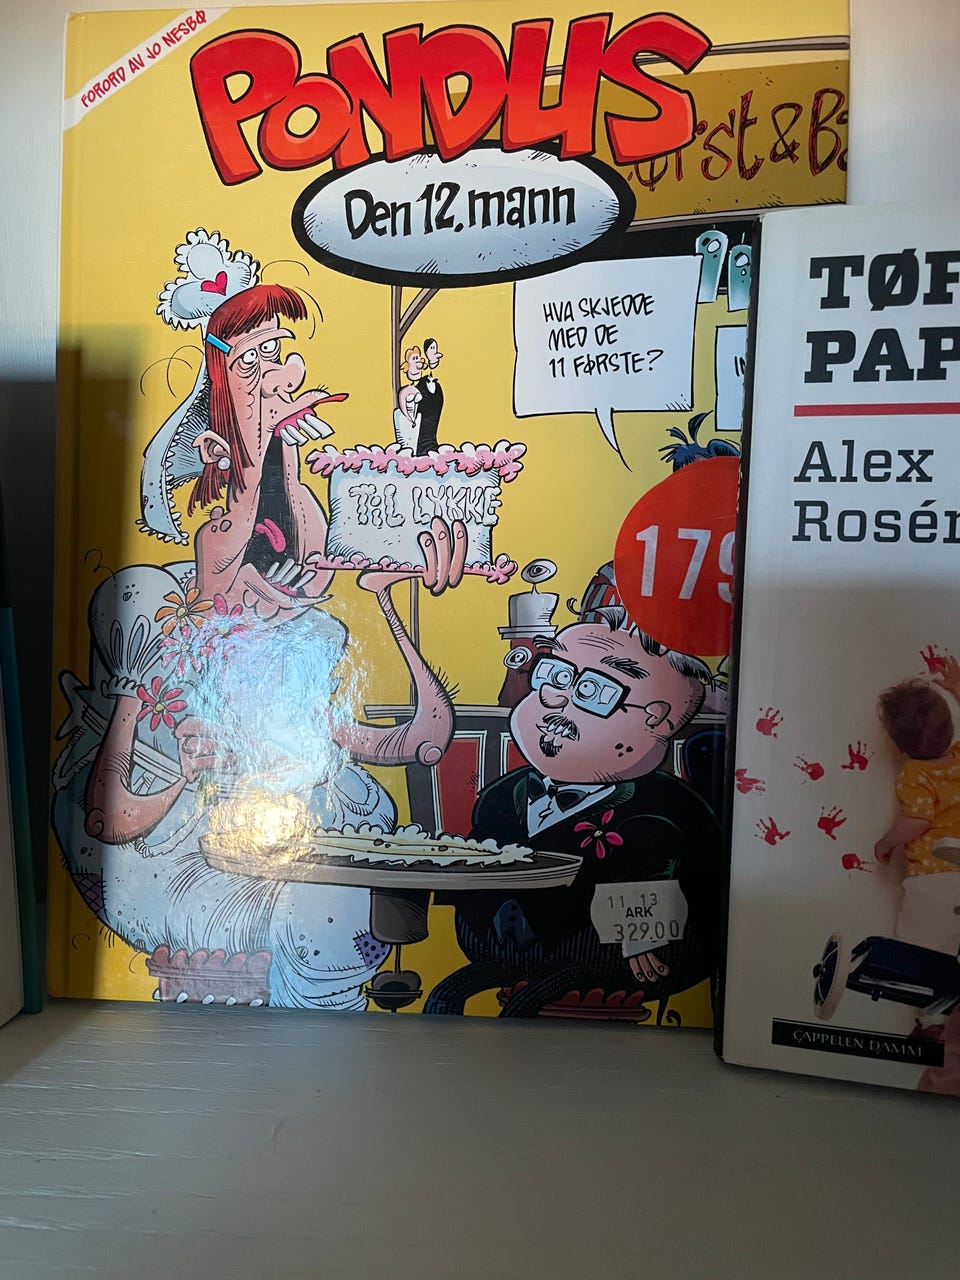 FORORD AV JO NESBØ
PONDUS
Den 12. mann
HVA SKJEDDE
MED DE
11 FØRSTE?
TIL LYKKE
179
11 13
ARK
329.00
TØF
PAP
Alex
Rosén
CAPPELEN DAMM